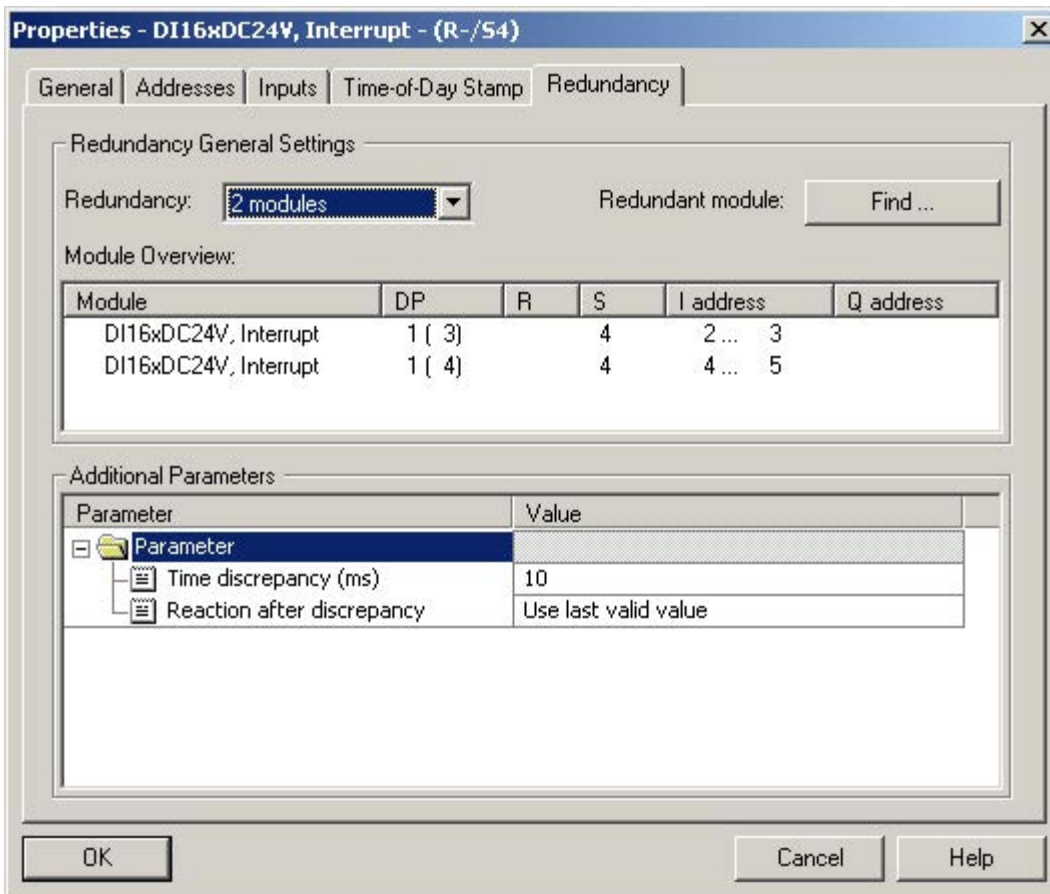 Properties - DI16xDC24V, Interrupt - (R-/S4)
General Addresses Inputs Time-of-Day Stamp Redundancy
Redundancy General Settings
Redundancy: 2 modules Redundant module: Find ...
Module Overview:
Module DP R S I address Q address
DI16xDC24V, Interrupt 1 ( 3) 4 2 ... 3
DI16xDC24V, Interrupt 1 ( 4) 4 4 ... 5
Additional Parameters
Parameter Value
Parameter
Time discrepancy (ms) 10
Reaction after discrepancy Use last valid value
OK Cancel Help